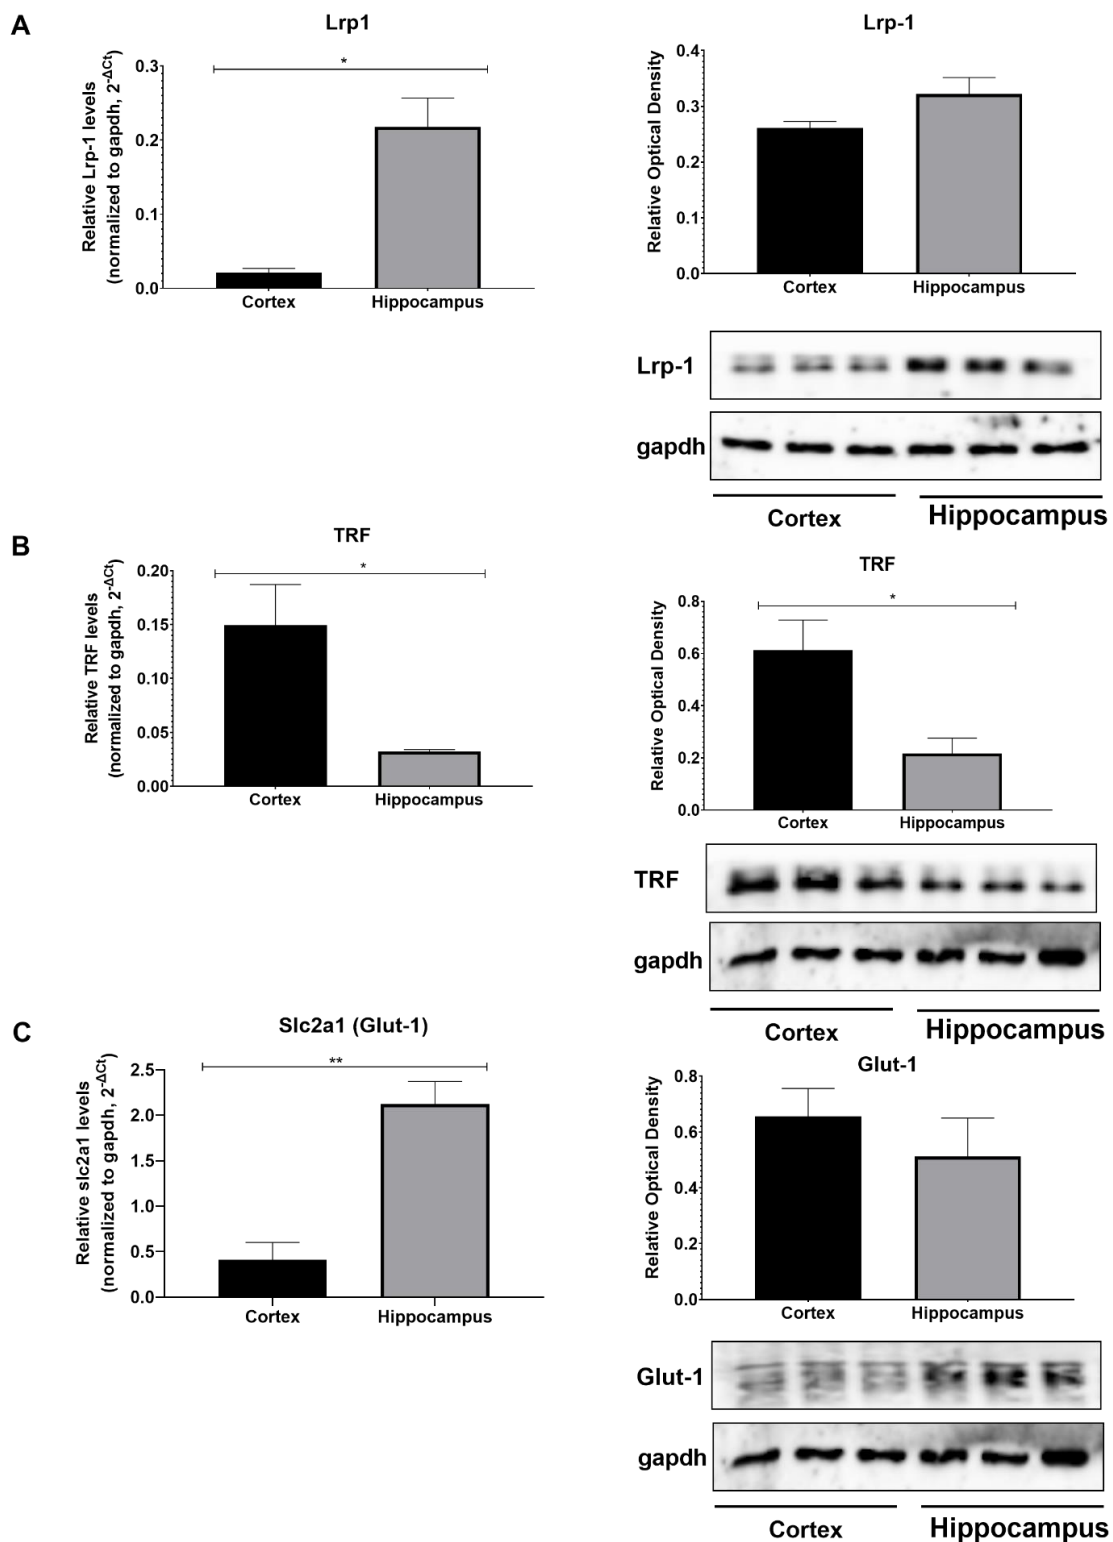 A
Lrp1
Relative Lrp-1 levels
(normalized to gapdh, 2-ΔCt)
0.3
0.2
0.1
0.0
*
Cortex Hippocampus
Lrp-1
Relative Optical Density
0.4
0.3
0.2
0.1
0.0
Cortex Hippocampus
Lrp-1
gapdh
Cortex Hippocampus
B
TRF
Relative TRF levels
(normalized to gapdh, 2-ΔCt)
0.20
0.15
0.10
0.05
0.00
*
Cortex Hippocampus
TRF
Relative Optical Density
0.8
0.6
0.4
0.2
0.0
*
Cortex Hippocampus
TRF
gapdh
Cortex Hippocampus
C
Slc2a1 (Glut-1)
Relative slc2a1 levels
(normalized to gapdh, 2-ΔCt)
2.5
2.0
1.5
1.0
0.5
0.0
**
Cortex Hippocampus
Glut-1
Relative Optical Density
0.8
0.6
0.4
0.2
0.0
Cortex Hippocampus
Glut-1
gapdh
Cortex Hippocampus